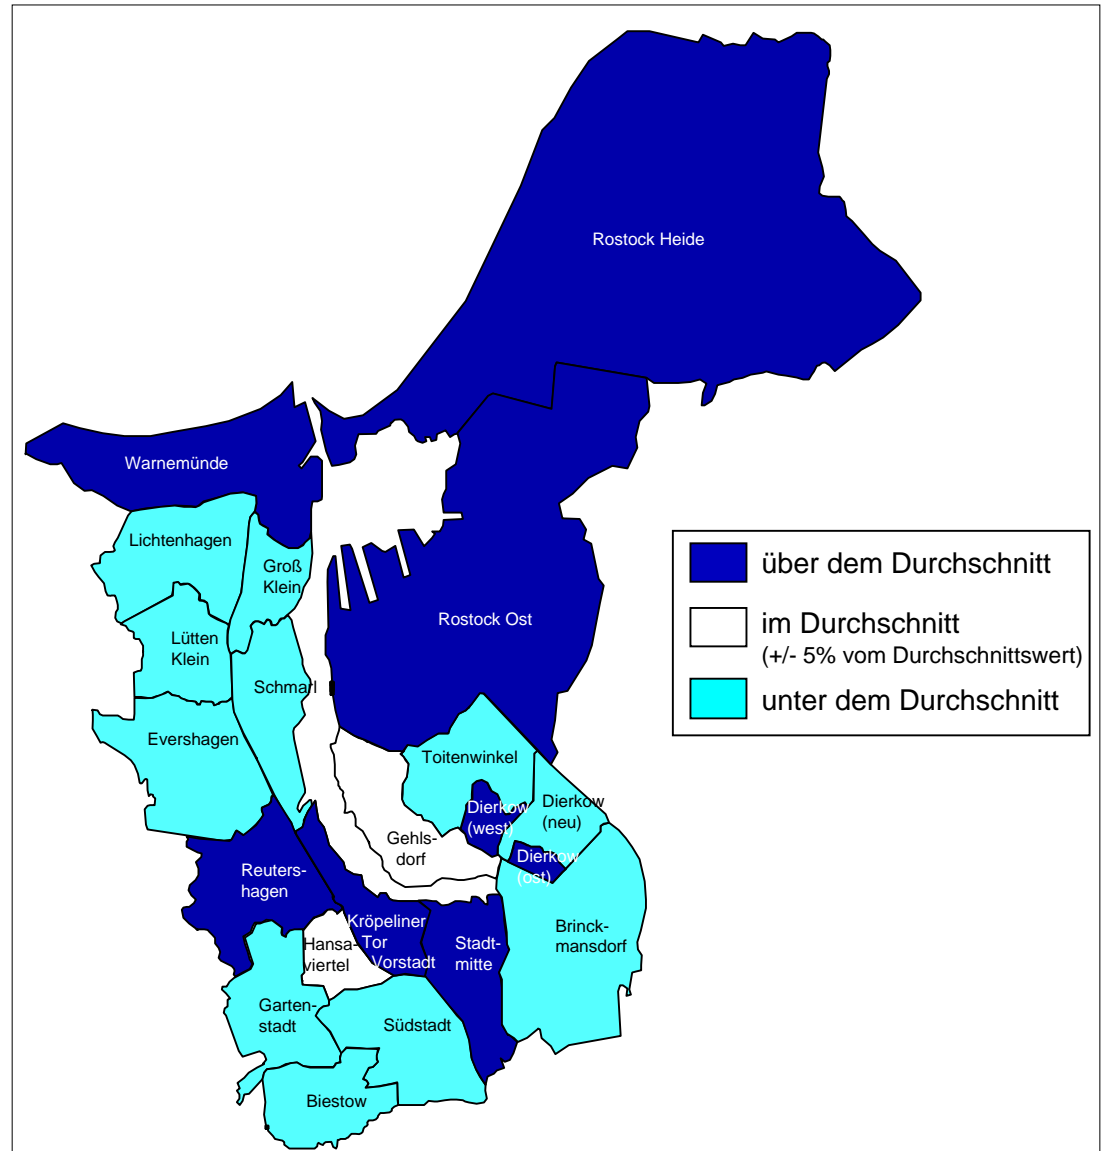 Rostock Heide
Warnemünde
Lichtenhagen
Groß
Klein
Rostock Ost
Lütten
Klein
Schmarl
Evershagen
Toitenwinkel
Dierkow
(west)
Dierkow
(neu)
Gehls-
dorf
Dierkow
(ost)
Reuters-
hagen
Kröpeliner
Tor
Vorstadt
Hansa-
viertel
Stadt-
mitte
Brinck-
mansdorf
Garten-
stadt
Südstadt
Biestow
über dem Durchschnitt
im Durchschnitt
(+/- 5% vom Durchschnittswert)
unter dem Durchschnitt